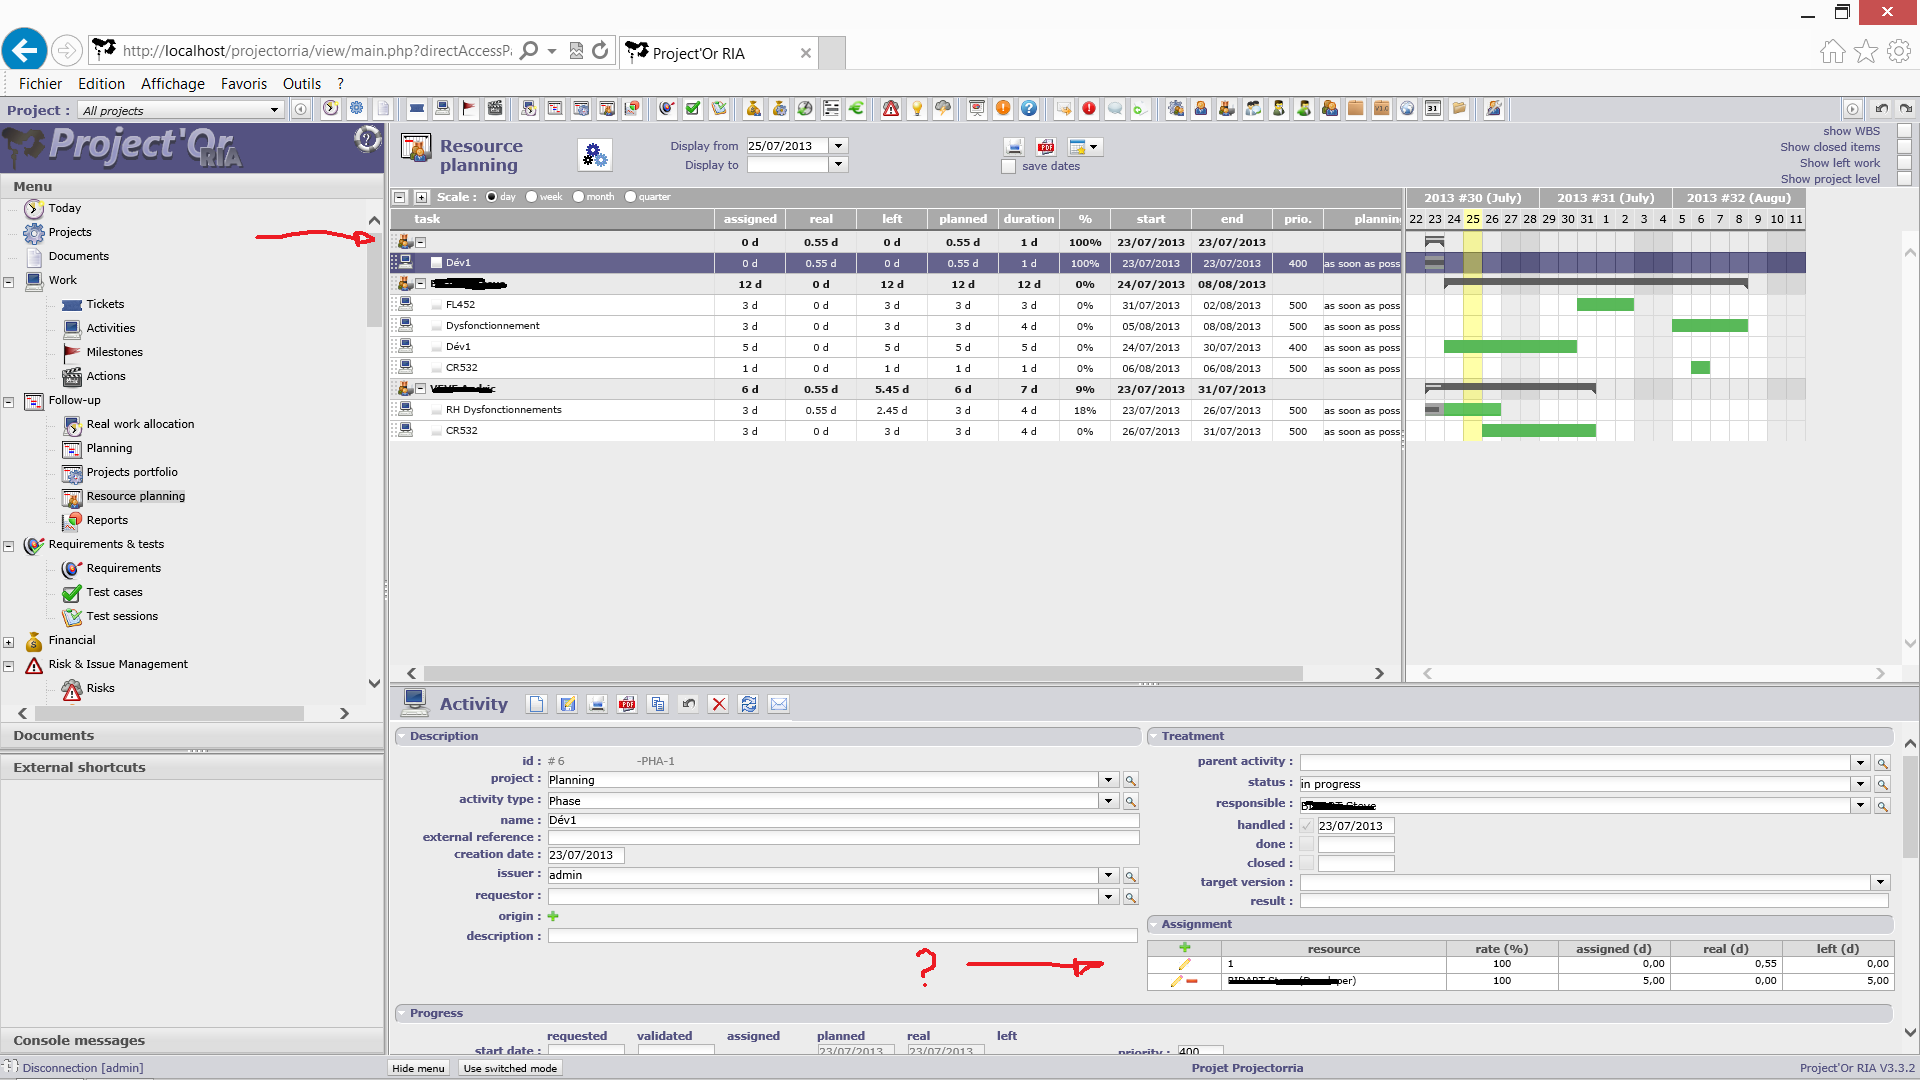 http://localhost/projectorria/view/main.php?directAccessPa
Project'Or RIA
Fichier Edition Affichage Favoris Outils ?
Project : All projects
Project'Or RIA
Menu
Today
Projects
Documents
Work
Tickets
Activities
Milestones
Actions
Follow-up
Real work allocation
Planning
Projects portfolio
Resource planning
Reports
Requirements & tests
Requirements
Test cases
Test sessions
Financial
Risk & Issue Management
Risks
Documents
External shortcuts
Console messages
Disconnection [admin]
Resource planning
Display from 25/07/2013
Display to
save dates
show WBS
Show closed items
Show left work
Show project level
Scale : day week month quarter
task assigned real left planned duration % start end prio. planning
0 d 0.55 d 0 d 0.55 d 1 d 100% 23/07/2013 23/07/2013
Dév1 0 d 0.55 d 0 d 0.55 d 1 d 100% 23/07/2013 23/07/2013 400 as soon as poss
12 d 0 d 12 d 12 d 12 d 0% 24/07/2013 08/08/2013
FL452 3 d 0 d 3 d 3 d 3 d 0% 31/07/2013 02/08/2013 500 as soon as poss
Dysfonctionnement 3 d 0 d 3 d 3 d 4 d 0% 05/08/2013 08/08/2013 500 as soon as poss
Dév1 5 d 0 d 5 d 5 d 5 d 0% 24/07/2013 30/07/2013 400 as soon as poss
CR532 1 d 0 d 1 d 1 d 1 d 0% 06/08/2013 06/08/2013 500 as soon as poss
6 d 0.55 d 5.45 d 6 d 7 d 9% 23/07/2013 31/07/2013
RH Dysfonctionnements 3 d 0.55 d 2.45 d 3 d 4 d 18% 23/07/2013 26/07/2013 500 as soon as poss
CR532 3 d 0 d 3 d 3 d 4 d 0% 26/07/2013 31/07/2013 500 as soon as poss
2013 #30 (July) 2013 #31 (July) 2013 #32 (Augu)
22 23 24 25 26 27 28 29 30 31 1 2 3 4 5 6 7 8 9 10 11
Activity
Description
id : # 6 -PHA-1
project : Planning
activity type : Phase
name : Dév1
external reference :
creation date : 23/07/2013
issuer : admin
requestor :
origin :
description :
?
Treatment
parent activity :
status : in progress
responsible :
handled : 23/07/2013
done :
closed :
target version :
result :
Assignment
resource rate (%) assigned (d) real (d) left (d)
1 100 0,00 0,55 0,00
100 5,00 0,00 5,00
Progress
requested validated assigned planned real left
start date : 23/07/2013 23/07/2013 priority : 400
Hide menu Use switched mode
Projet Projectorria
Project'Or RIA V3.3.2